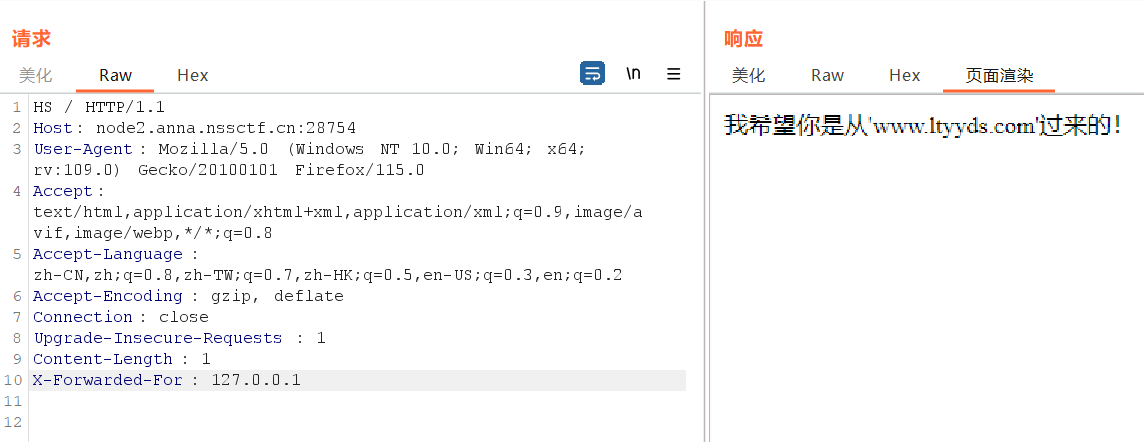 请求
美化 Raw Hex \n
1 HS / HTTP/1.1
2 Host: node2.anna.nssctf.cn:28754
3 User-Agent: Mozilla/5.0 (Windows NT 10.0; Win64; x64;
rv:109.0) Gecko/20100101 Firefox/115.0
4 Accept:
text/html,application/xhtml+xml,application/xml;q=0.9,image/a
vif,image/webp,*/*;q=0.8
5 Accept-Language:
zh-CN,zh;q=0.8,zh-TW;q=0.7,zh-HK;q=0.5,en-US;q=0.3,en;q=0.2
6 Accept-Encoding: gzip, deflate
7 Connection: close
8 Upgrade-Insecure-Requests: 1
9 Content-Length: 1
10 X-Forwarded-For: 127.0.0.1
11
12
响应
美化 Raw Hex 页面渲染
我希望你是从'www.ltyyds.com'过来的!